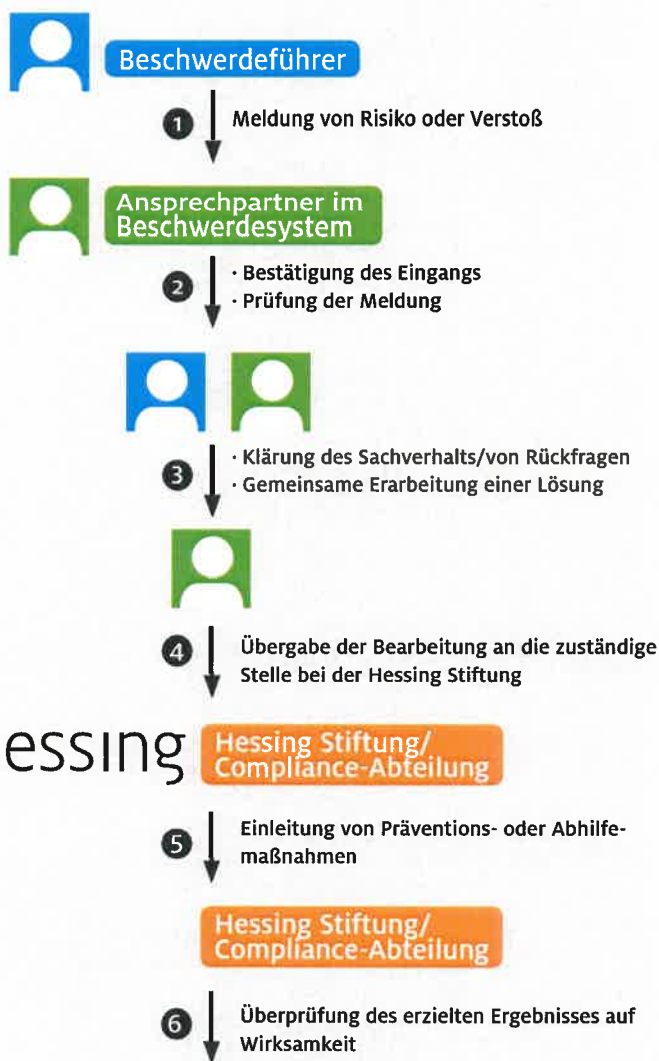 Beschwerdeführer
1 Meldung von Risiko oder Verstoß
Ansprechpartner im
Beschwerdesystem
2 · Bestätigung des Eingangs
· Prüfung der Meldung
3 · Klärung des Sachverhalts/von Rückfragen
· Gemeinsame Erarbeitung einer Lösung
4 Übergabe der Bearbeitung an die zuständige
Stelle bei der Hessing Stiftung
essing
Hessing Stiftung/
Compliance-Abteilung
5 Einleitung von Präventions- oder Abhilfe-
maßnahmen
Hessing Stiftung/
Compliance-Abteilung
6 Überprüfung des erzielten Ergebnisses auf
Wirksamkeit